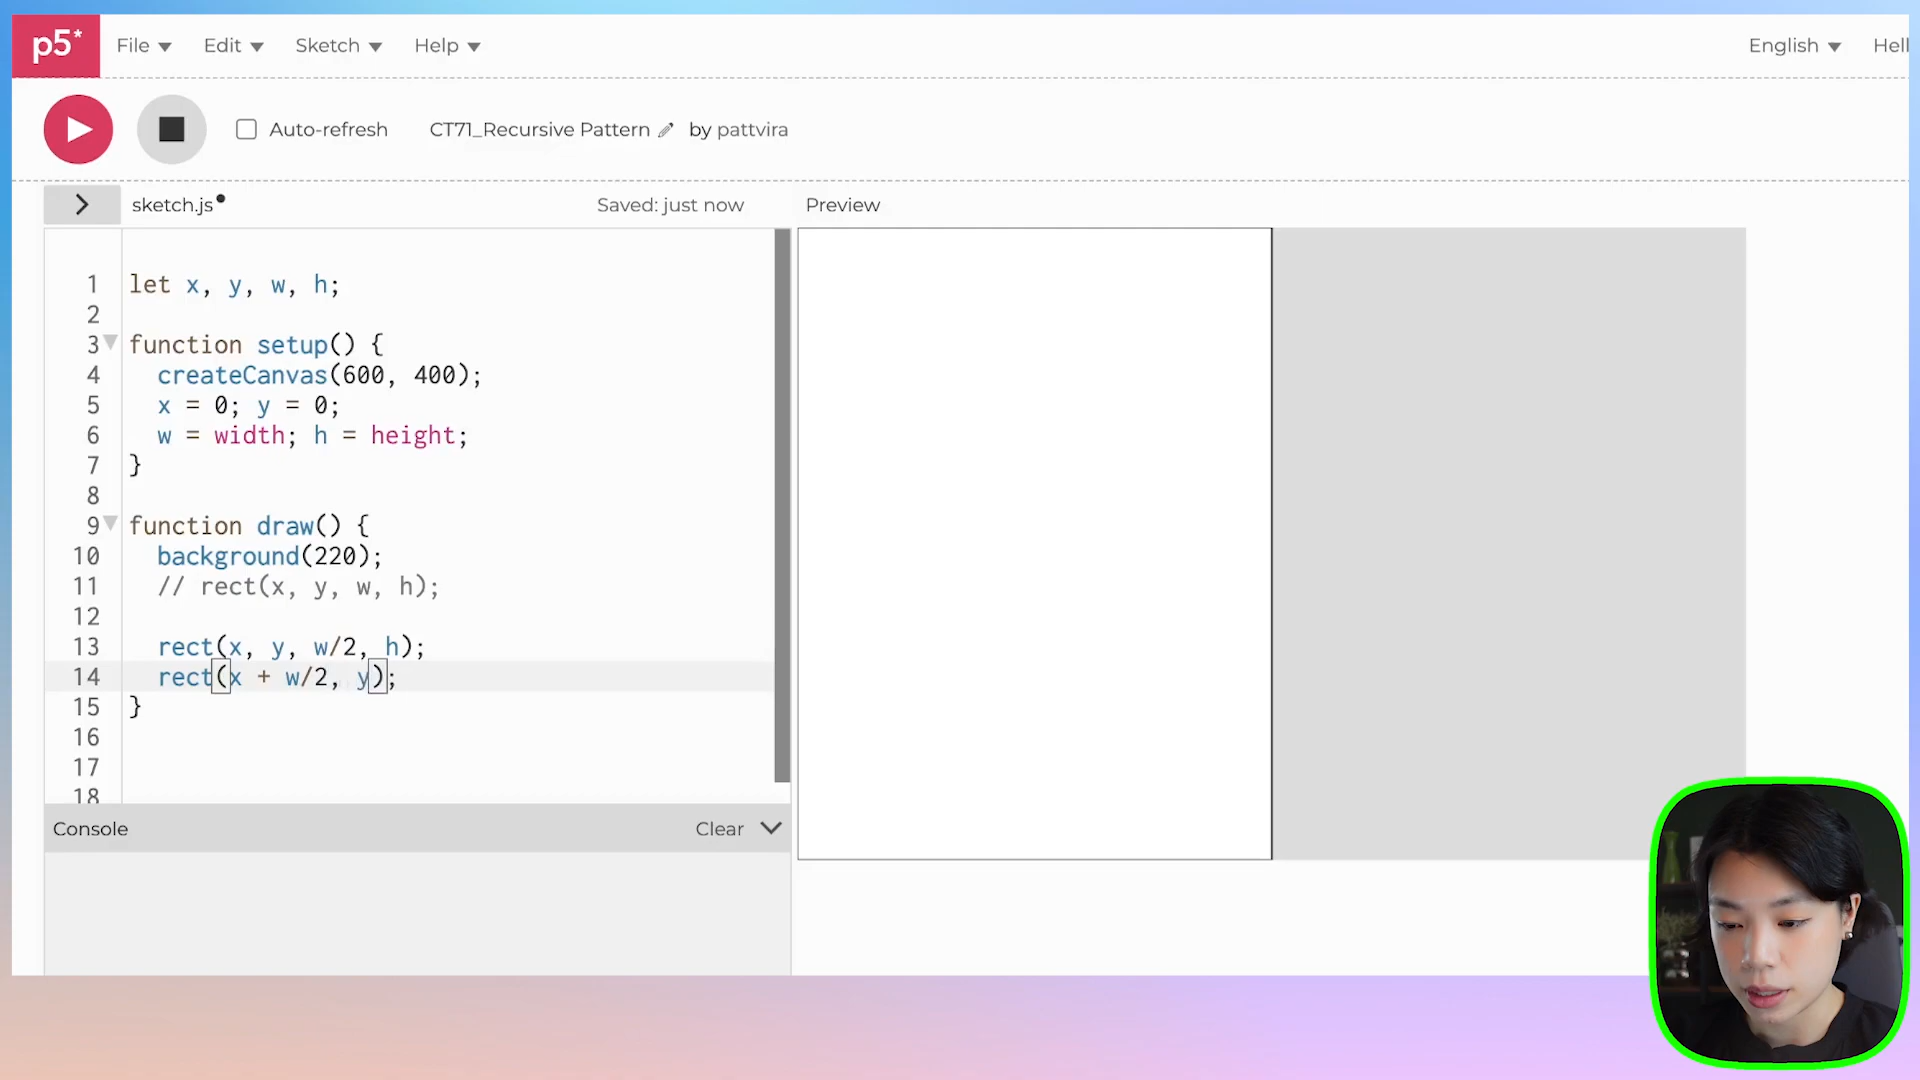 p5* File Edit Sketch Help English Hell
Auto-refresh CT71_Recursive Pattern by pattvira
sketch.js Saved: just now Preview
1 let x, y, w, h;
2
3 function setup() {
4 createCanvas(600, 400);
5 x = 0; y = 0;
6 w = width; h = height;
7 }
8
9 function draw() {
10 background(220);
11 // rect(x, y, w, h);
12
13 rect(x, y, w/2, h);
14 rect(x + w/2, y);
15 }
16
17
18
Console Clear